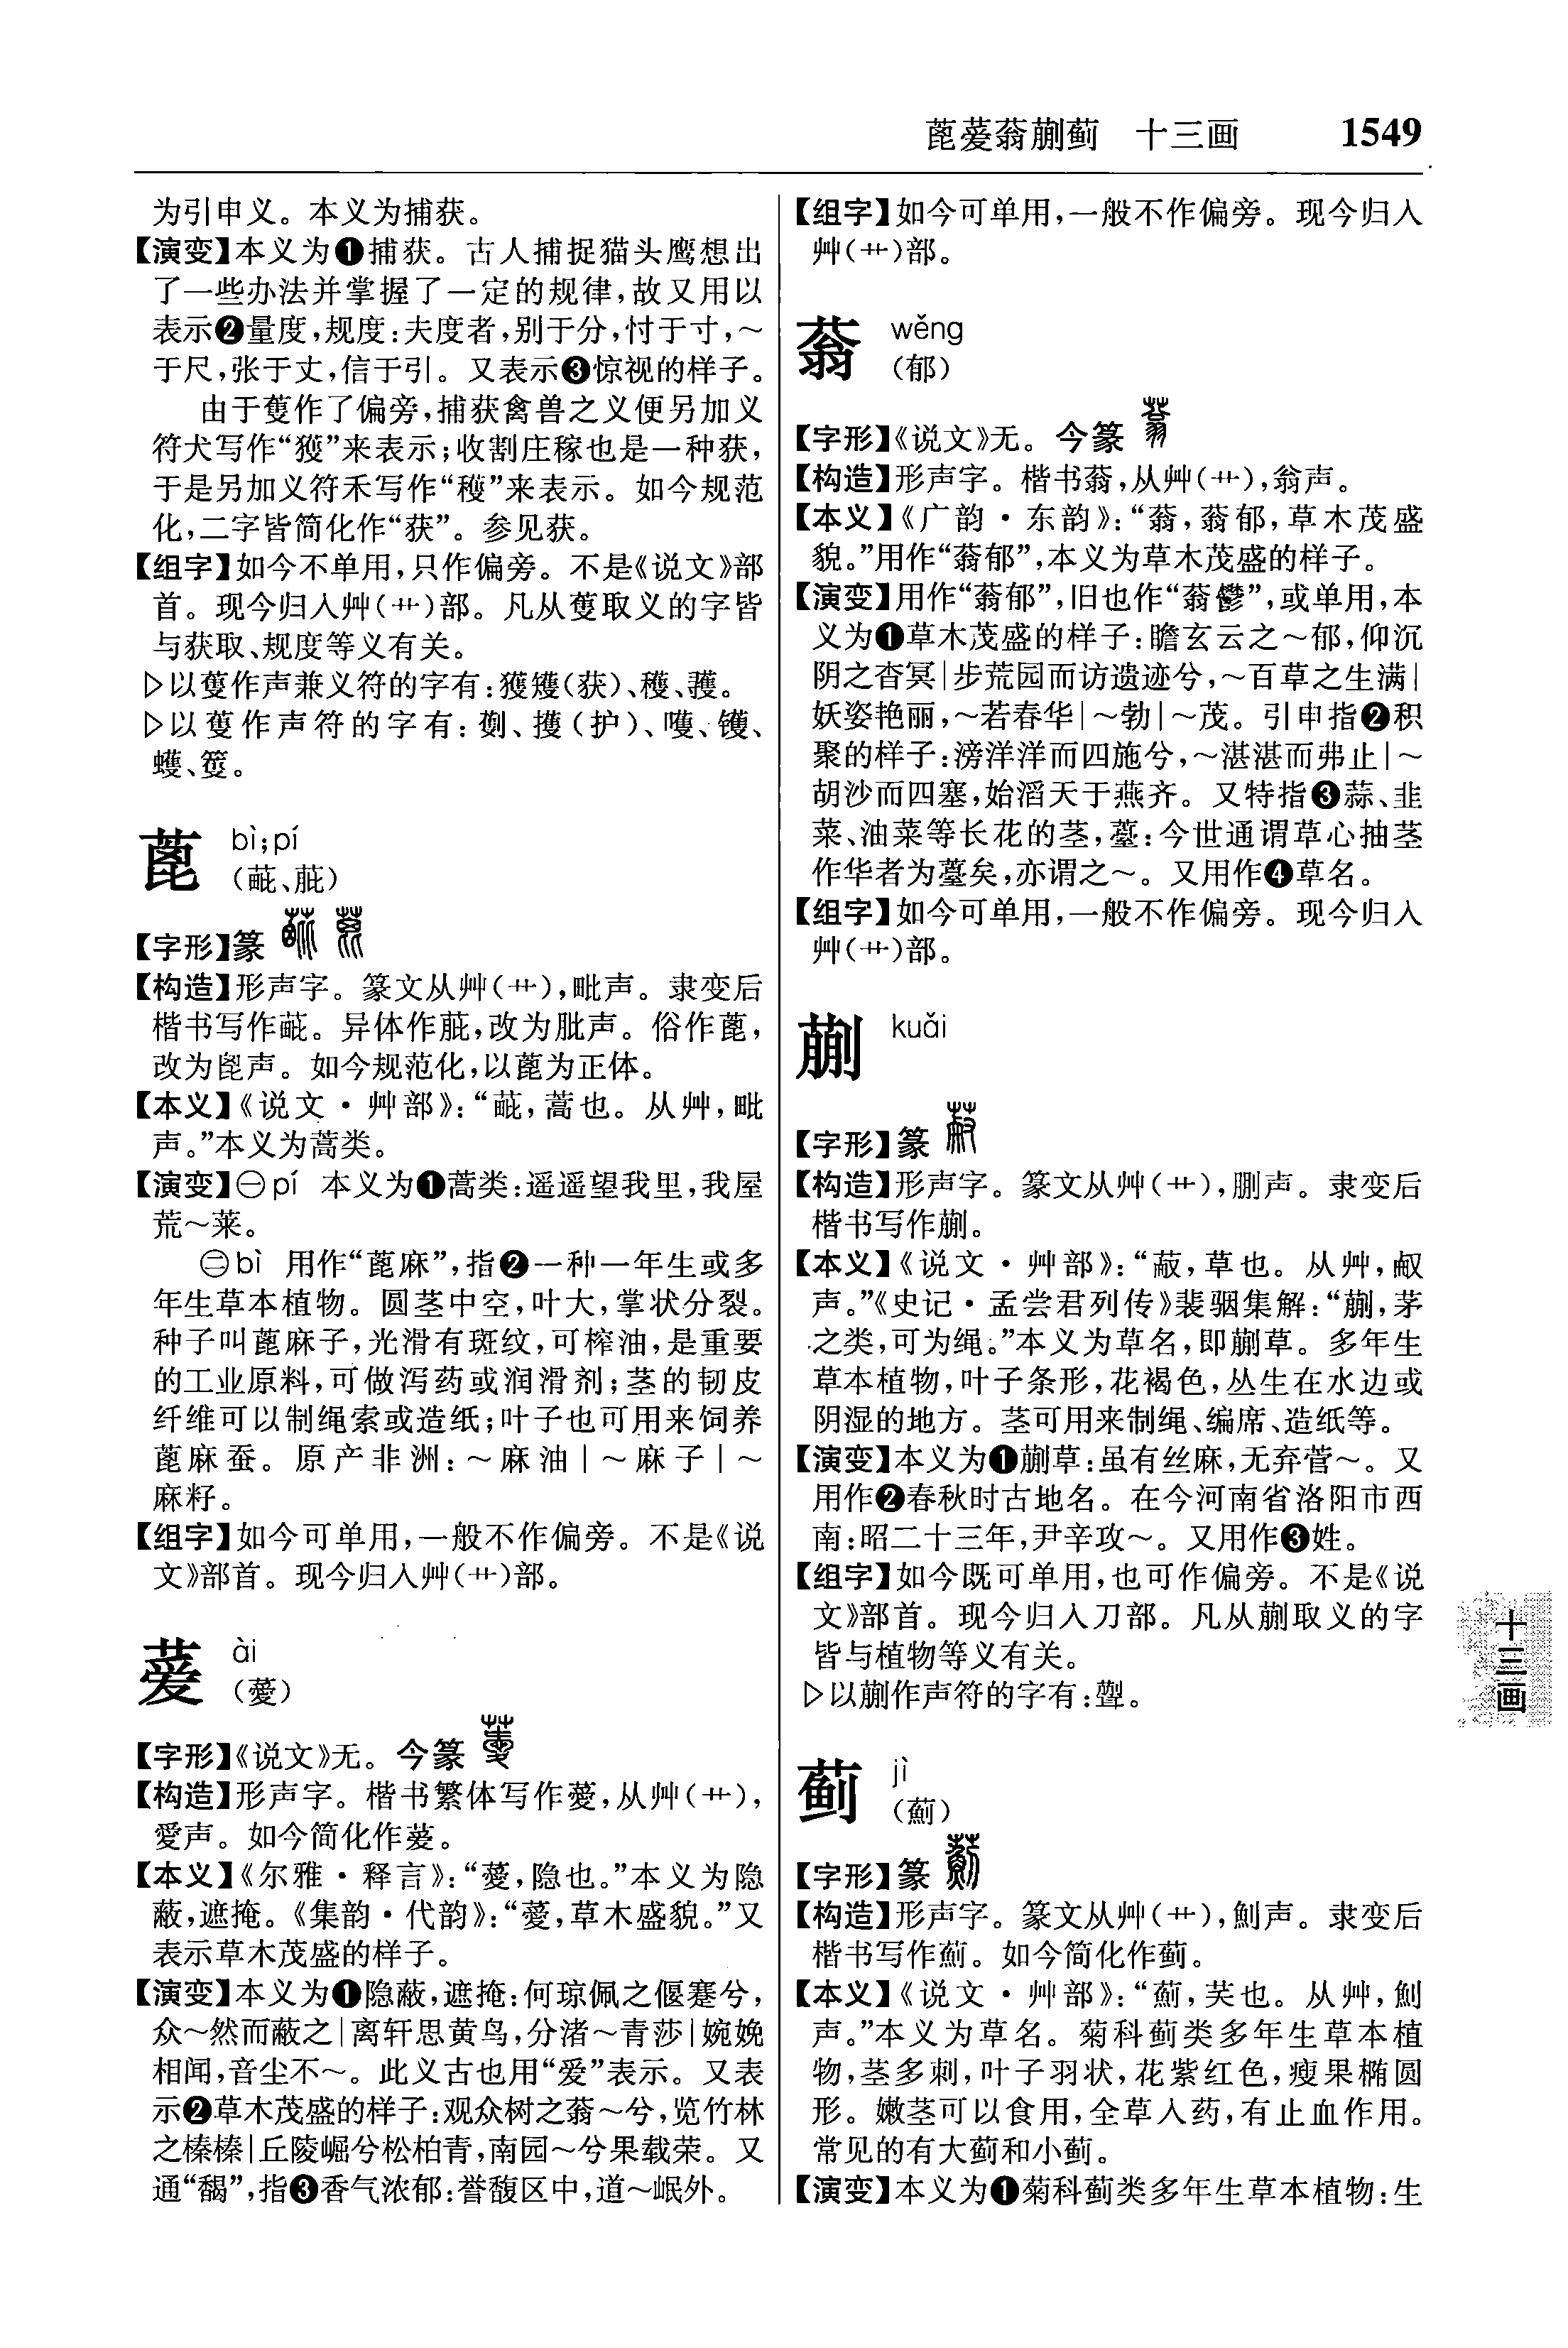 蓖薆蓊蒯蓟　十三画　1549
为引申义。本义为捕获。
【演变】本义为❶捕获。古人捕捉猫头鹰想出
了一些办法并掌握了一定的规律,故又用以
表示❷量度,规度:夫度者,别于分,忖于寸,～
于尺,张于丈,信于引。又表示❸惊视的样子。
由于蒦作了偏旁,捕获禽兽之义便另加义
符犬写作“獲”来表示;收割庄稼也是一种获,
于是另加义符禾写作“穫”来表示。如今规范
化,二字皆简化作“获”。参见获。
【组字】如今不单用,只作偏旁。不是《说文》部
首。现今归入艸(艹)部。凡从蒦取义的字皆
与获取、规度等义有关。
▷以蒦作声兼义符的字有:獲(获)、穫、
▷以蒦作声符的字有:、擭(护)、嚄、镬、
蠖、篗。
蓖 bì;pí
(蓖、)
【字形】篆
【构造】形声字。篆文从艸(艹),毗声。隶变后
楷书写作。异体作,改为肶声。俗作蓖,
改为声。如今规范化,以蓖为正体。
【本义】《说文·艸部》:“,蒿也。从艸,毗
声。”本义为蒿类。
【演变】㊀pí 本义为❶蒿类:遥遥望我里,我屋
荒～莱。
㊁bì 用作“蓖麻”,指❷一种一年生或多
年生草本植物。圆茎中空,叶大,掌状分裂。
种子叫蓖麻子,光滑有斑纹,可榨油,是重要
的工业原料,可做泻药或润滑剂;茎的韧皮
纤维可以制绳索或造纸;叶子也可用来饲养
蓖麻蚕。原产非洲:～麻油|～麻子|～
麻籽。
【组字】如今可单用,一般不作偏旁。不是《说
文》部首。现今归入艸(艹)部。
ài
(薆)
【字形】《说文》无。今篆
【构造】形声字。楷书繁体写作薆,从艸(艹),
愛声。如今简化作。
【本义】《尔雅·释言》:“薆,隐也。”本义为隐
蔽,遮掩。《集韵·代韵》:“薆,草木盛貌。”又
表示草木茂盛的样子。
【演变】本义为❶隐蔽,遮掩:何琼佩之偃蹇兮,
众～然而蔽之|离轩思黄鸟,分渚～青莎|婉娩
相闻,音尘不～。此义古也用“爱”表示。又表
示❷草木茂盛的样子:观众树之蓊～兮,览竹林
之榛榛|丘陵崛兮松柏青,南园～兮果载荣。又
通“馤”,指❸香气浓郁:誉馥区中,道～岷外。
【组字】如今可单用,一般不作偏旁。现今归入
艸(艹)部。
蓊 wěng
(郁)
【字形】《说文》无。今篆
【构造】形声字。楷书蓊,从艸(艹),翁声。
【本义】《广韵·东韵》:“蓊,蓊郁,草木茂盛
貌。”用作“蓊郁”,本义为草木茂盛的样子。
【演变】用作“蓊郁”,旧也作“蓊鬱”,或单用,本
义为❶草木茂盛的样子:瞻玄云之～郁,仰沉
阴之杳冥|步荒园而访遗迹兮,～百草之生满|
妖姿艳丽,～若春华|～勃|～茂。引申指❷积
聚的样子:滂洋洋而四施兮,～湛湛而弗止|～
胡沙而四塞,始滔天于燕齐。又特指❸蒜、韭
菜、油菜等长花的茎,薹:今世通谓草心抽茎
作华者为薹矣,亦谓之～。又用作❹草名。
【组字】如今可单用,一般不作偏旁。现今归入
艸(艹)部。
蒯 kuǎi
【字形】篆
【构造】形声字。篆文从艸(艹),声。隶变后
楷书写作蒯。
【本义】《说文·艸部》:“,草也。从艸,
声。”《史记·孟尝君列传》裴骃集解:“蒯,茅
之类,可为绳。”本义为草名,即蒯草。多年生
草本植物,叶子条形,花褐色,丛生在水边或
阴湿的地方。茎可用来制绳、编席、造纸等。
【演变】本义为❶蒯草:虽有丝麻,无弃菅～。又
用作❷春秋时古地名。在今河南省洛阳市西
南:昭二十三年,尹辛攻～。又用作❸姓。
【组字】如今既可单用,也可作偏旁。不是《说
文》部首。现今归入刀部。凡从蒯取义的字
皆与植物等义有关。
▷以蒯作声符的字有:。
蓟 jì
(薊)
【字形】篆
【构造】形声字。篆文从艸(艹),魝声。隶变后
楷书写作薊。如今简化作蓟。
【本义】《说文·艸部》:“薊,芙也。从艸,魝
声。”本义为草名。菊科蓟类多年生草本植
物,茎多刺,叶子羽状,花紫红色,瘦果椭圆
形。嫩茎可以食用,全草入药,有止血作用。
常见的有大蓟和小蓟。
【演变】本义为❶菊科蓟类多年生草本植物:生
十三画